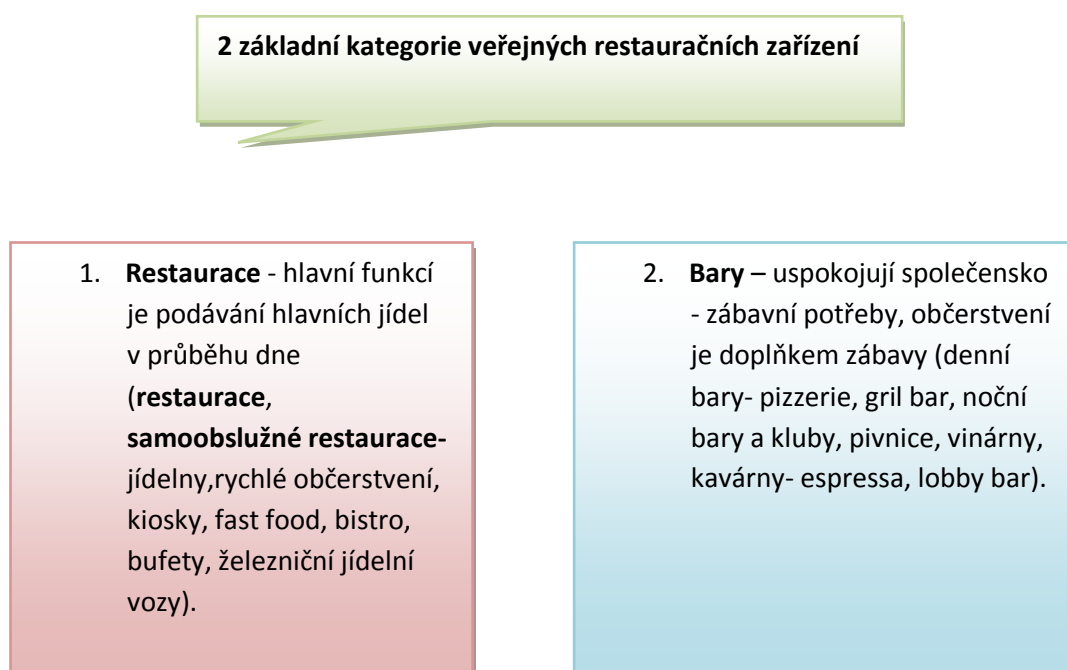 2 základní kategorie veřejných restauračních zařízení
1. Restaurace - hlavní funkcí
je podávání hlavních jídel
v průběhu dne
(restaurace,
samoobslužné restaurace-
jídelny,rychlé občerstvení,
kiosky, fast food, bistro,
bufety, železniční jídelní
vozy).
2. Bary – uspokojují společensko
- zábavní potřeby, občerstvení
je doplňkem zábavy (denní
bary- pizzerie, gril bar, noční
bary a kluby, pivnice, vinárny,
kavárny- espressa, lobby bar).